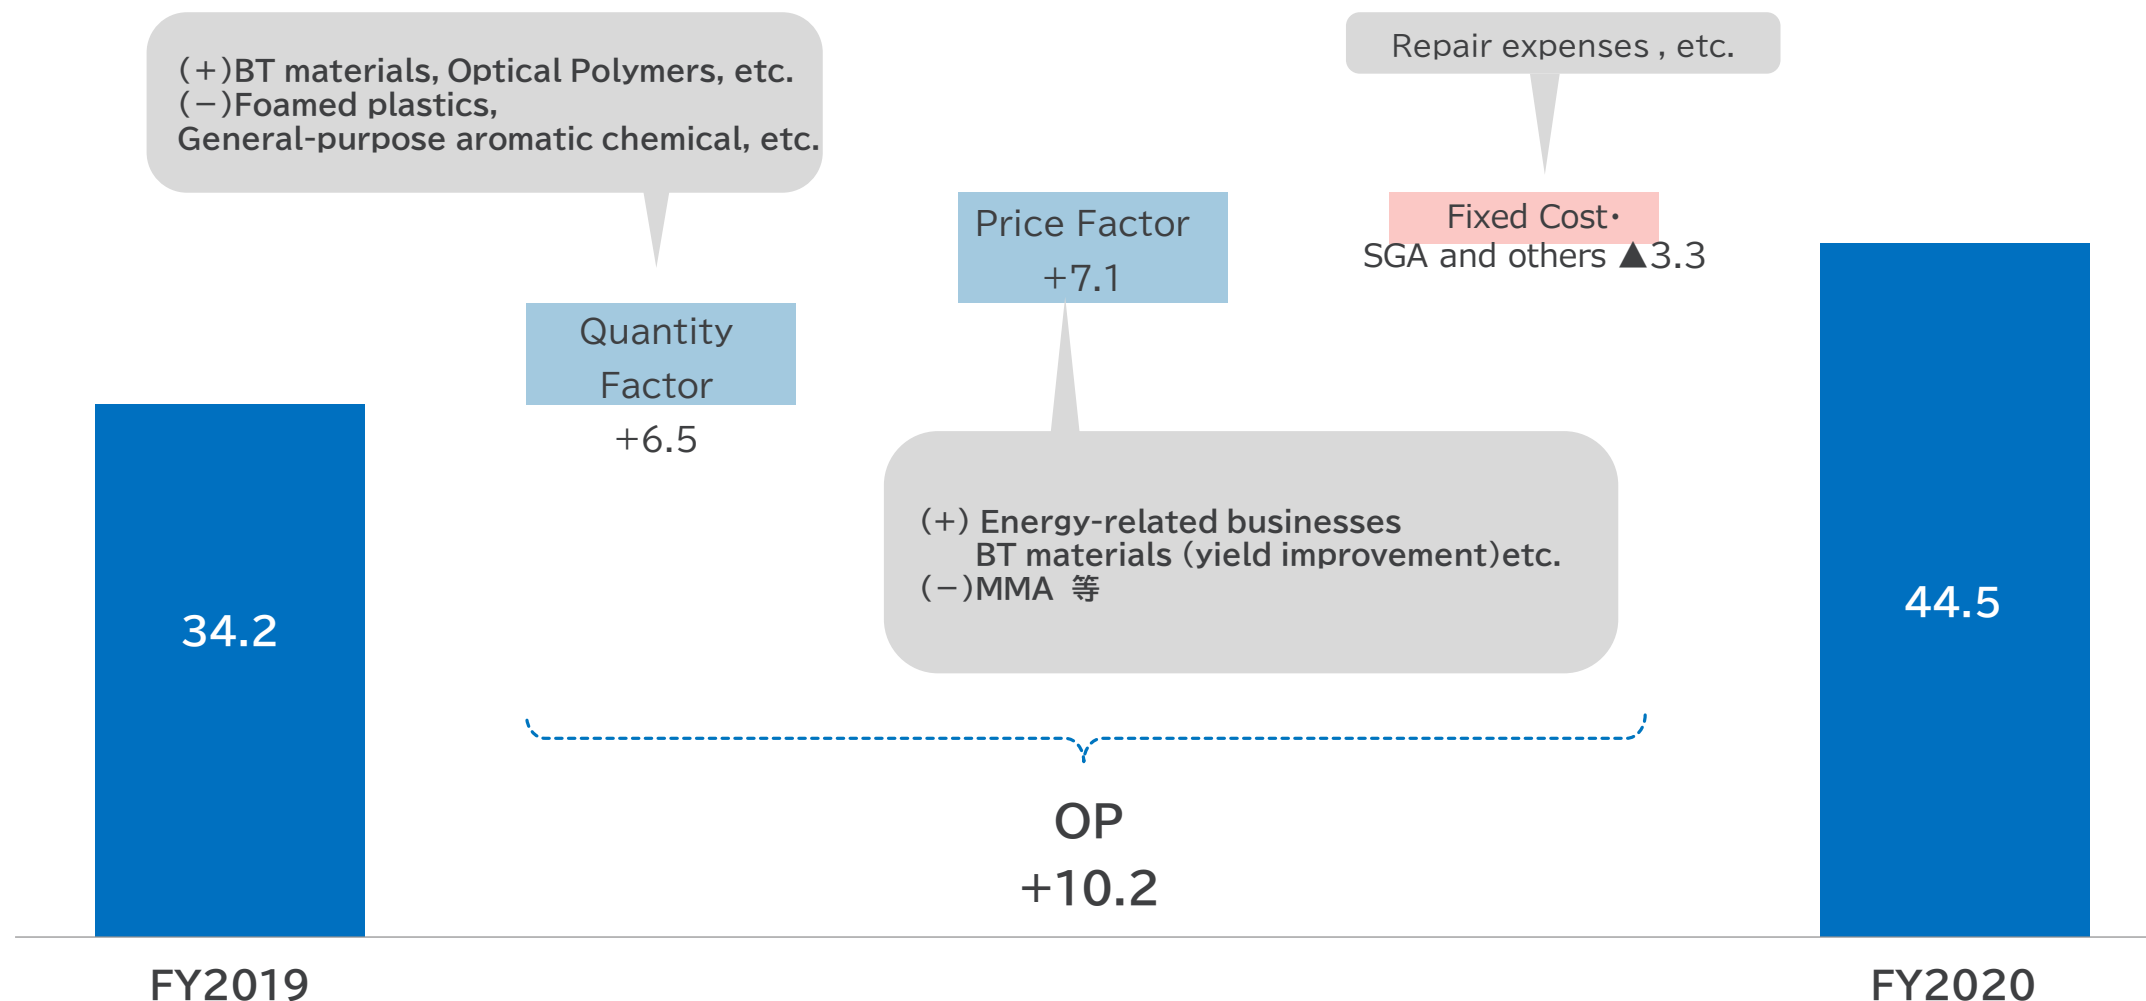 (+)BT materials, Optical Polymers, etc.
(−)Foamed plastics,
General-purpose aromatic chemical, etc.
Repair expenses , etc.
Price Factor
+7.1
Fixed Cost・
SGA and others ▲3.3
Quantity
Factor
+6.5
(+) Energy-related businesses
BT materials (yield improvement)etc.
(−)MMA 等
34.2
44.5
OP
+10.2
FY2019
FY2020